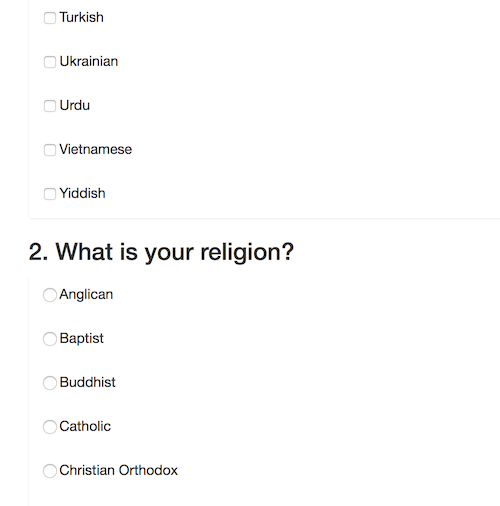 Turkish
Ukrainian
Urdu
Vietnamese
Yiddish
2. What is your religion?
Anglican
Baptist
Buddhist
Catholic
Christian Orthodox